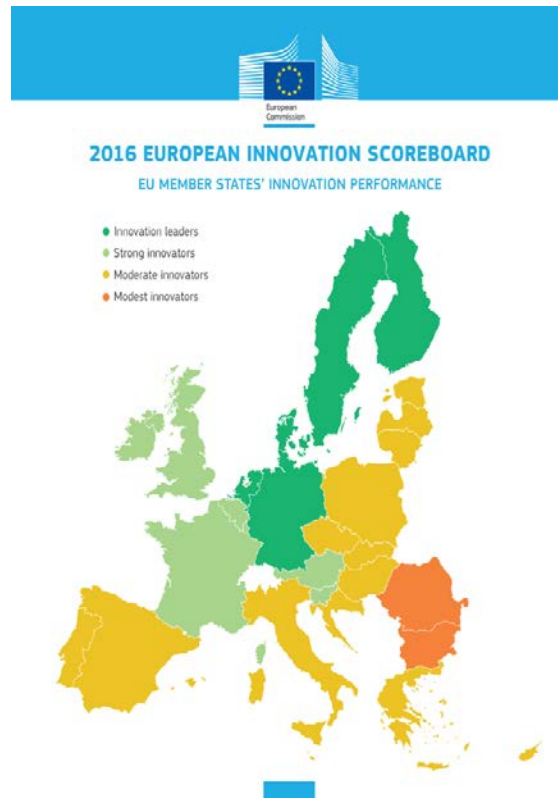 European
Commission
2016 EUROPEAN INNOVATION SCOREBOARD
EU MEMBER STATES' INNOVATION PERFORMANCE
Innovation leaders
Strong innovators
Moderate innovators
Modest innovators